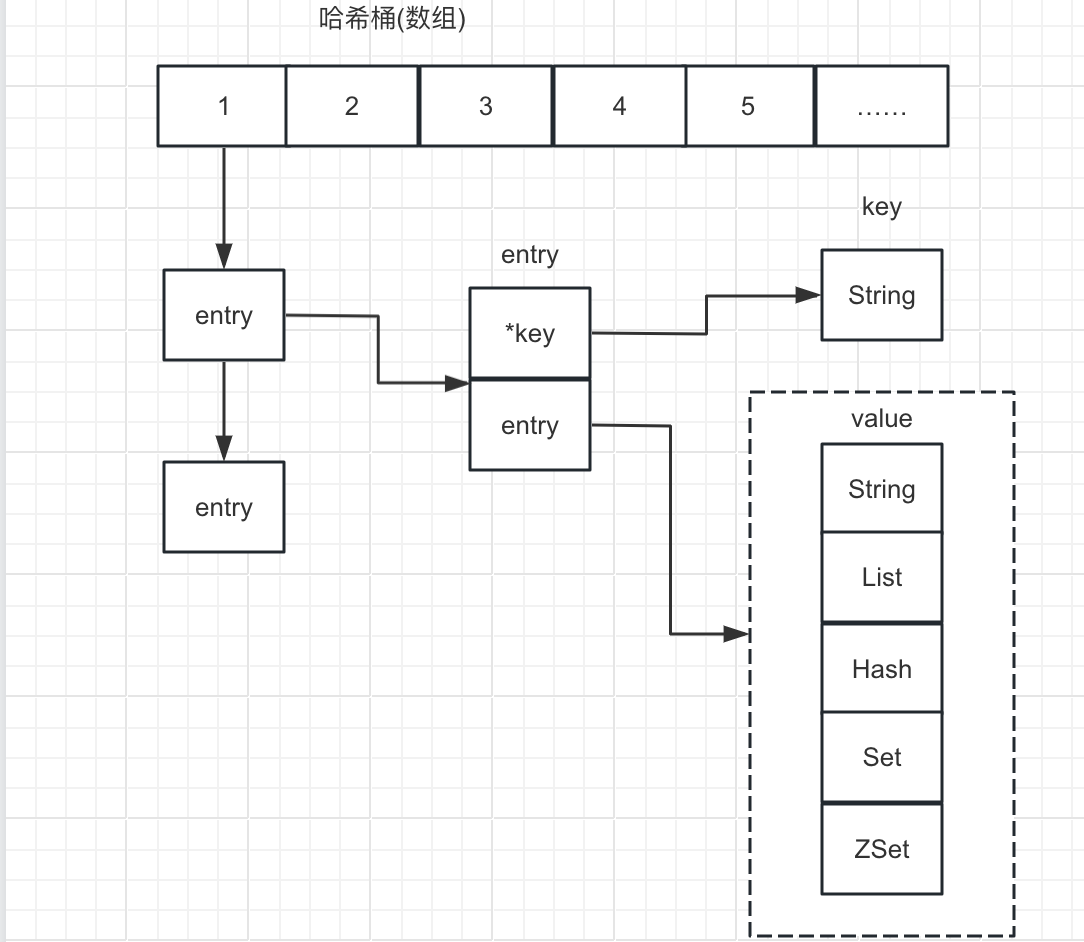 哈希桶(数组)
1
2
3
4
5
......
key
entry
entry
*key
String
entry
value
String
entry
List
Hash
Set
ZSet